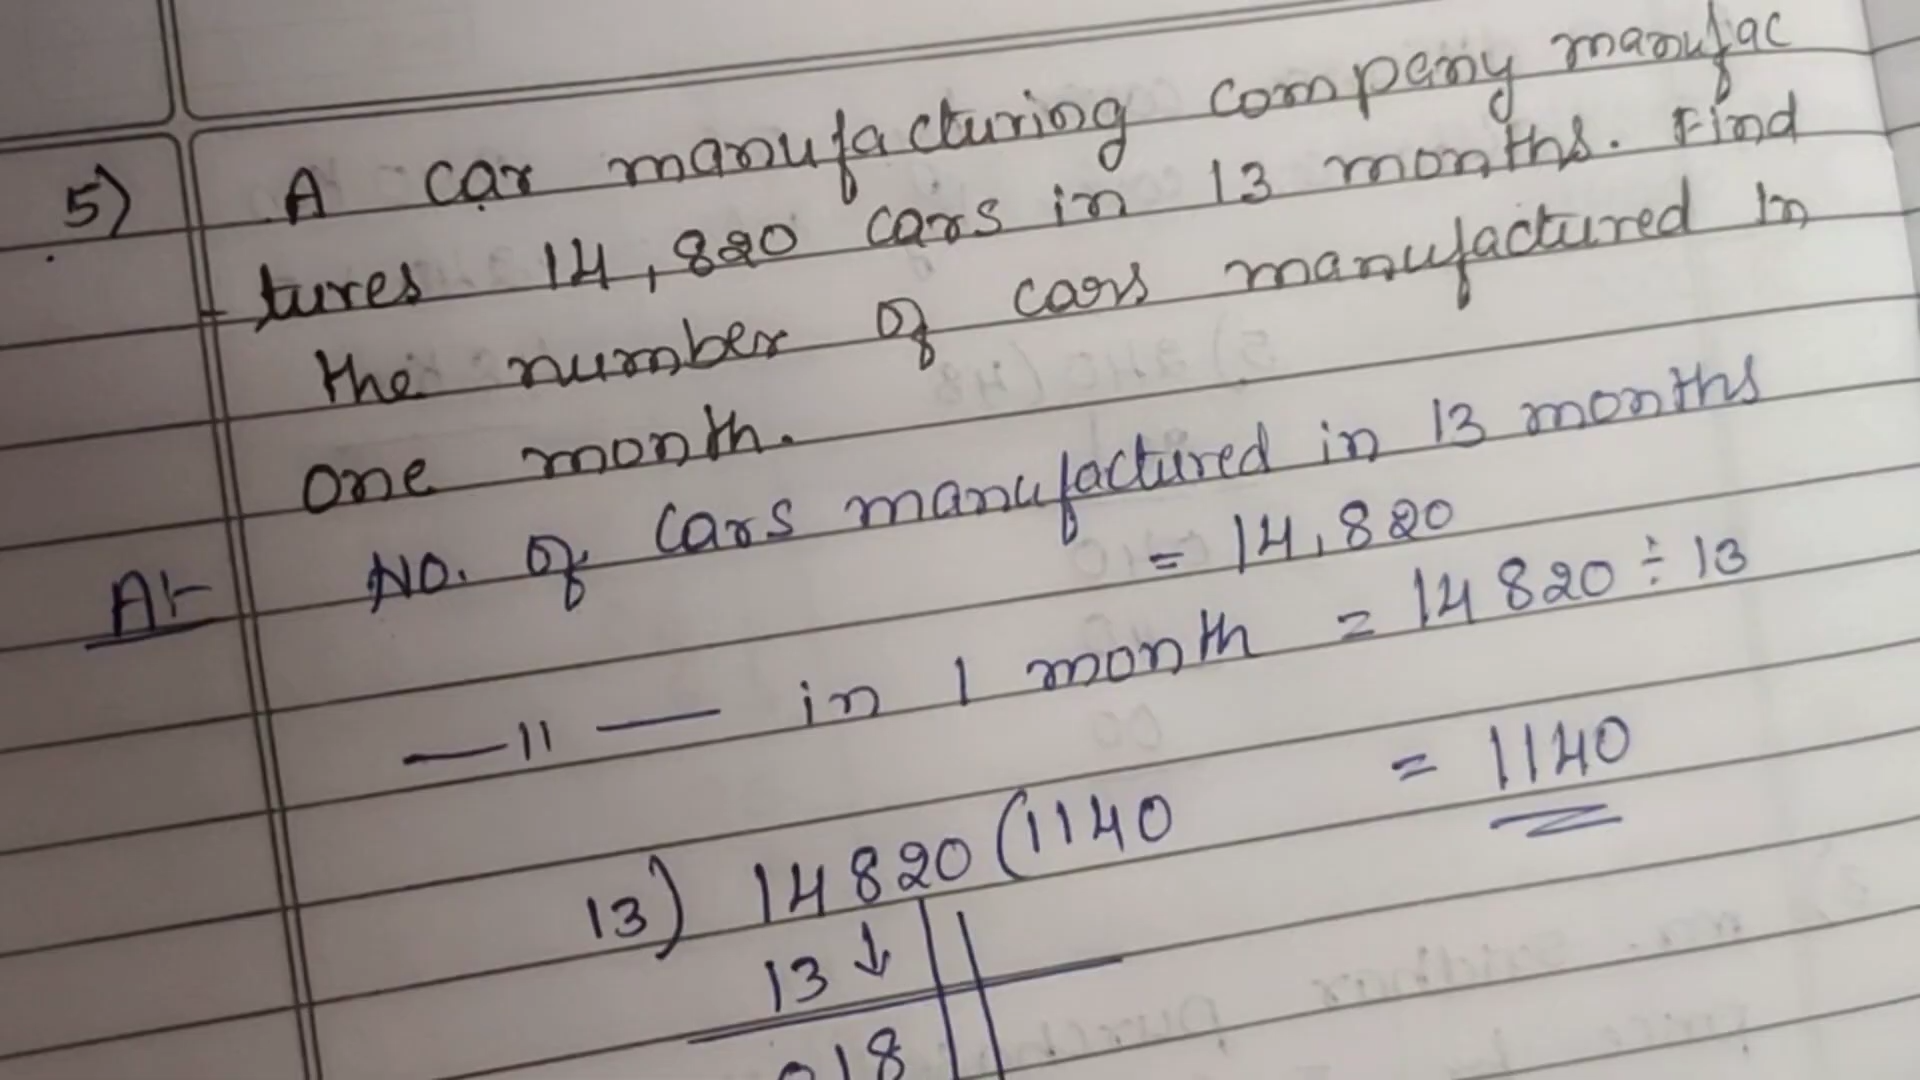 5) A car manufacturing company manufac
tures 14,820 cars in 13 months. Find
the number of cars manufactured in
one month.
A:- No. of cars manufactured in 13 months
= 14,820
—11— in 1 month = 14820 ÷ 13
= 1140
13) 14820 (1140
13↓
018